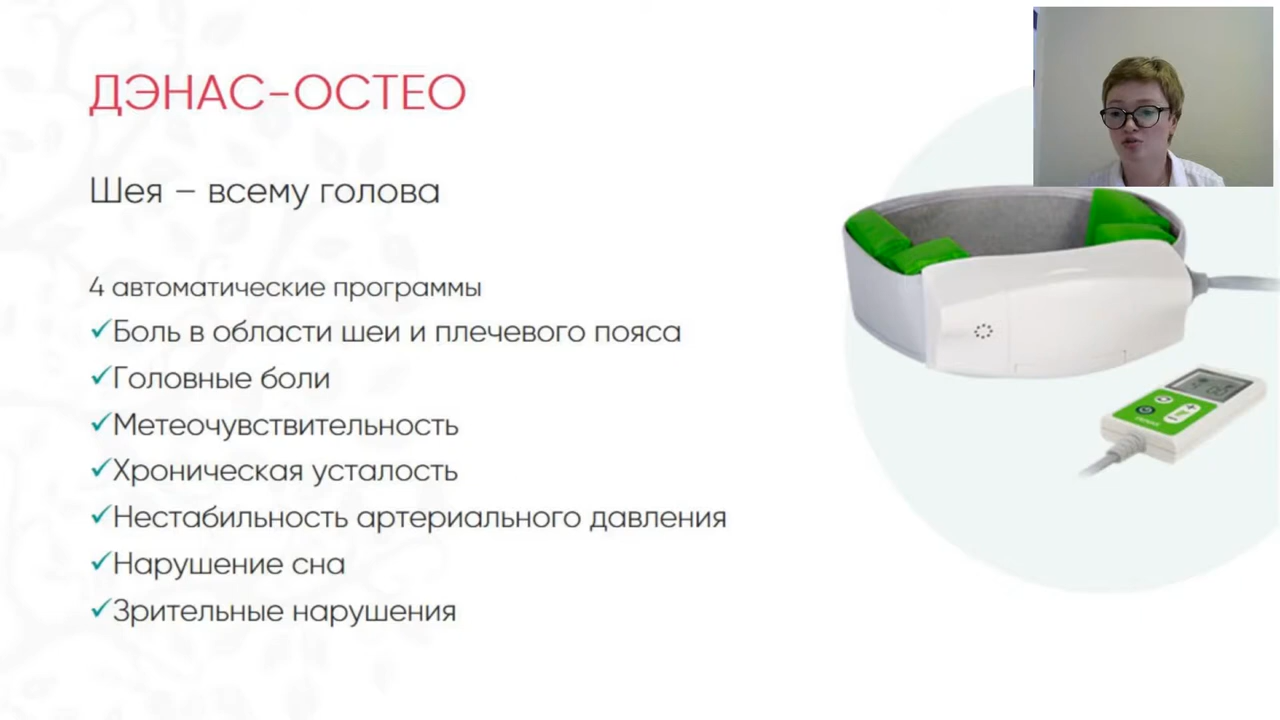 ДЭНАС-ОСТЕО
Шея – всему голова
4 автоматические программы
✓Боль в области шеи и плечевого пояса
✓Головные боли
✓Метеочувствительность
✓Хроническая усталость
✓Нестабильность артериального давления
✓Нарушение сна
✓Зрительные нарушения